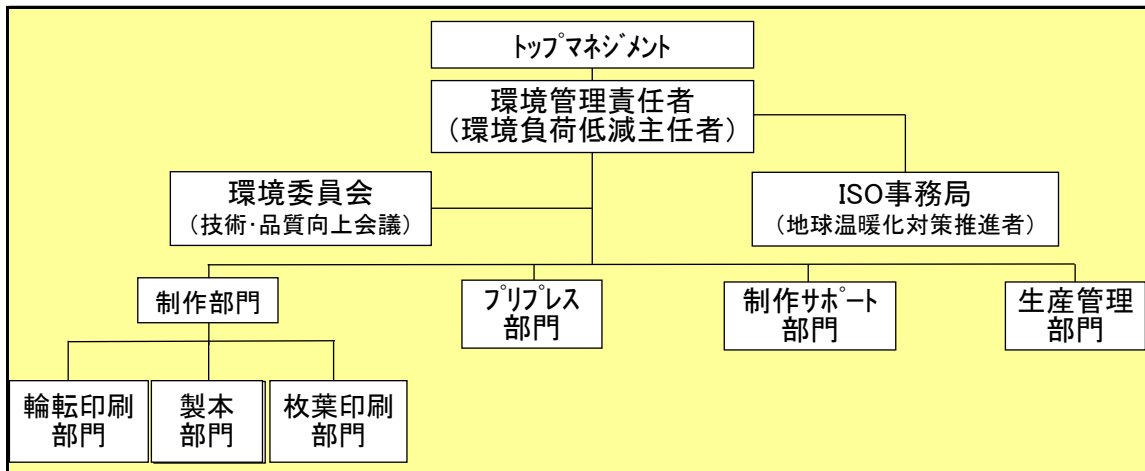 ﾄｯﾌﾟﾏﾈｼﾞﾒﾝﾄ
環境管理責任者
（環境負荷低減主任者）
環境委員会
（技術･品質向上会議）
ISO事務局
（地球温暖化対策推進者）
制作部門
ﾌﾟﾘﾌﾟﾚｽ
部門
制作ｻﾎﾟｰﾄ
部門
生産管理
部門
輪転印刷
部門
製本
部門
枚葉印刷
部門